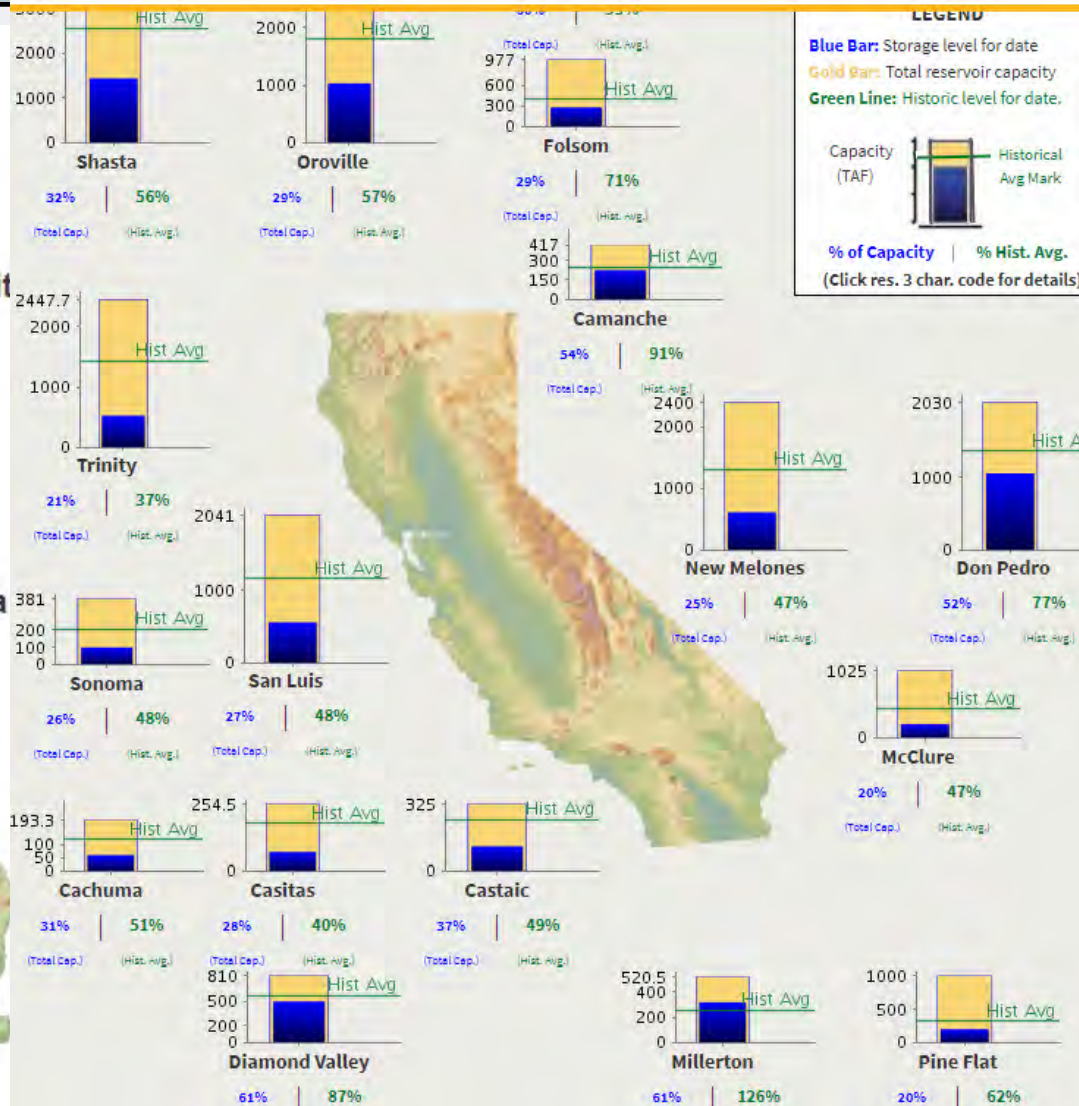 3000
2000
1000
0
Hist Avg
Shasta
32% | 56%
(Total Cap.) (Hist. Avg.)
2000
1000
0
Hist Avg
Oroville
29% | 57%
(Total Cap.) (Hist. Avg.)
(Total Cap.) (Hist. Avg.)
977
600
300
0
Hist Avg
Folsom
29% | 71%
(Total Cap.) (Hist. Avg.)
LEGEND
Blue Bar: Storage level for date
Gold Bar: Total reservoir capacity
Green Line: Historic level for date.
Capacity
(TAF)
Historical
Avg Mark
% of Capacity | % Hist. Avg.
(Click res. 3 char. code for details)
417
300
150
0
Hist Avg
Camanche
54% | 91%
(Total Cap.) (Hist. Avg.)
2447.7
2000
1000
0
Hist Avg
Trinity
21% | 37%
(Total Cap.) (Hist. Avg.)
2400
2000
1000
0
Hist Avg
New Melones
25% | 47%
(Total Cap.) (Hist. Avg.)
2030
1000
0
Hist A
Don Pedro
52% | 77%
(Total Cap.) (Hist. Avg.)
381
200
100
0
Hist Avg
Sonoma
26% | 48%
(Total Cap.) (Hist. Avg.)
2041
1000
0
Hist Avg
San Luis
27% | 48%
(Total Cap.) (Hist. Avg.)
1025
0
Hist Avg
McClure
20% | 47%
(Total Cap.) (Hist. Avg.)
193.3
100
50
0
Hist Avg
Cachuma
31% | 51%
(Total Cap.) (Hist. Avg.)
254.5
0
Hist Avg
Casitas
28% | 40%
(Total Cap.) (Hist. Avg.)
325
0
Hist Avg
Castaic
37% | 49%
(Total Cap.) (Hist. Avg.)
810
500
200
0
Hist Avg
Diamond Valley
61% | 87%
520.5
400
200
0
Hist Avg
Millerton
61% | 126%
1000
500
0
Hist Avg
Pine Flat
20% | 62%